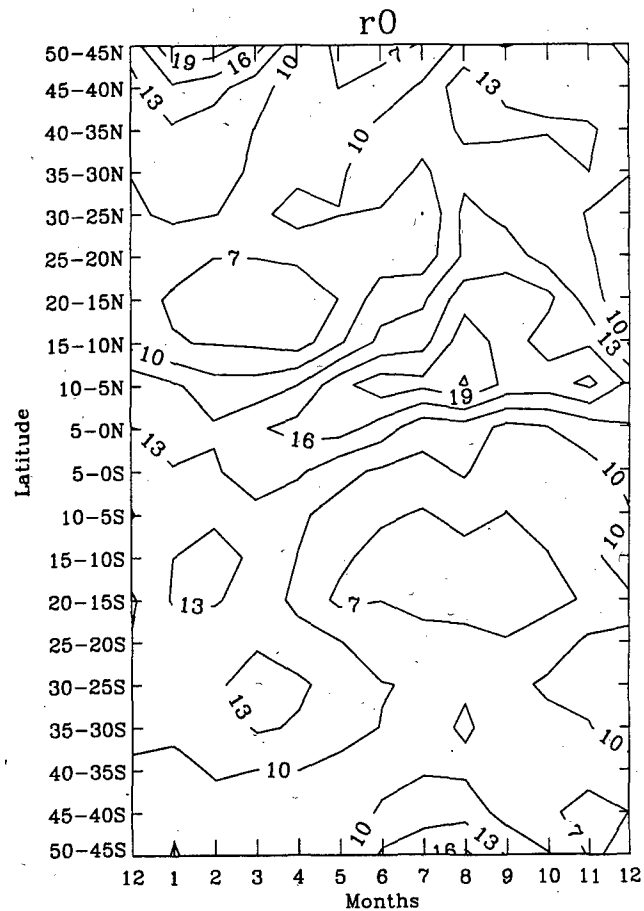 r0
50-45N
45-40N
40-35N
35-30N
30-25N
25-20N
20-15N
15-10N
10-5N
5-0N
5-0S
10-5S
15-10S
20-15S
25-20S
30-25S
35-30S
40-35S
45-40S
50-45S
Latitude
19
16
10
7
13
13
10
7
10
10
13
19
16
13
10
10
13
7
13
10
10
10
13
7
16
12 1 2 3 4 5 6 7 8 9 10 11 12
Months